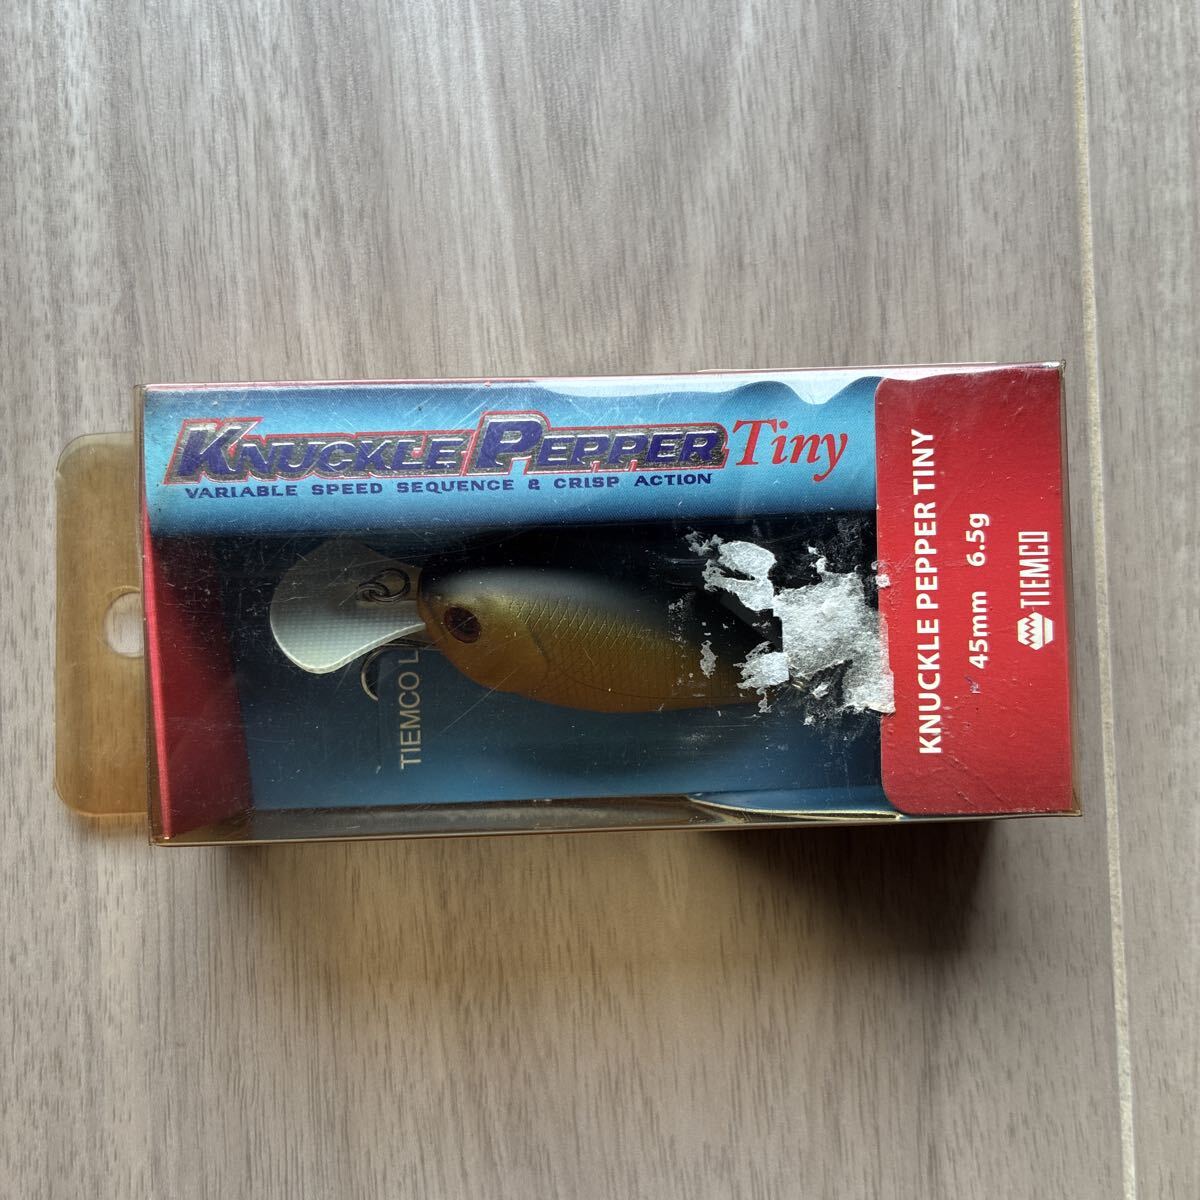 KNUCKLE PEPPER Tiny
VARIABLE SPEED SEQUENCE & CRISP ACTION
TIEMCO L
KNUCKLE PEPPER TINY
45mm 6.5g
TIEMCO